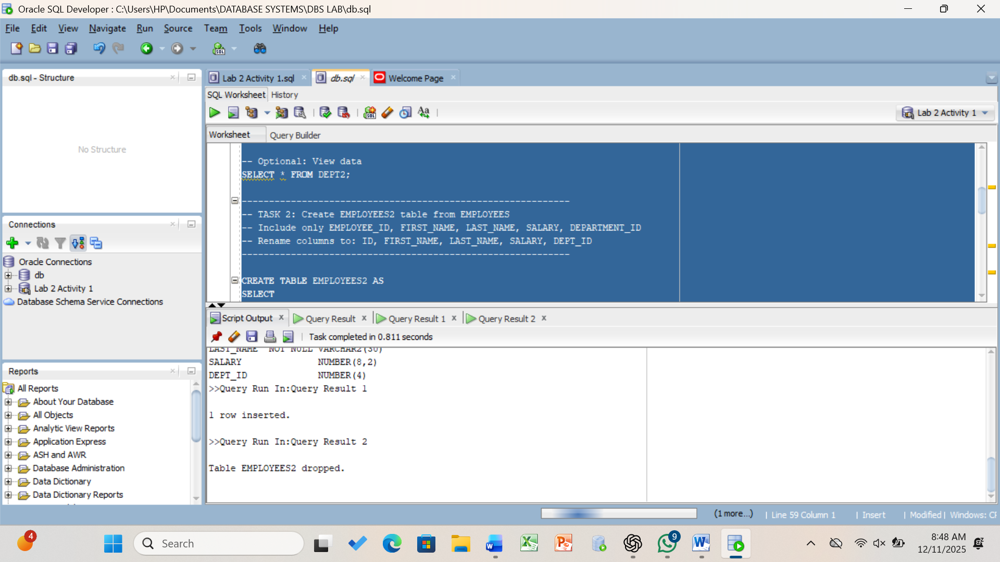 Oracle SQL Developer : C:\Users\HP\Documents\DATABASE SYSTEMS\DBS LAB\db.sql
File Edit View Navigate Run Source Team Tools Window Help
db.sql - Structure
No Structure
Connections
Oracle Connections
db
Lab 2 Activity 1
Database Schema Service Connections
Reports
All Reports
About Your Database
All Objects
Analytic View Reports
Application Express
ASH and AWR
Database Administration
Data Dictionary
Data Dictionary Reports
Lab 2 Activity 1.sql db.sql Welcome Page
SQL Worksheet History
Lab 2 Activity 1
Worksheet Query Builder
-- Optional: View data
SELECT * FROM DEPT2;
------------------------------------------------------------
-- TASK 2: Create EMPLOYEES2 table from EMPLOYEES
-- Include only EMPLOYEE_ID, FIRST_NAME, LAST_NAME, SALARY, DEPARTMENT_ID
-- Rename columns to: ID, FIRST_NAME, LAST_NAME, SALARY, DEPT_ID
------------------------------------------------------------
CREATE TABLE EMPLOYEES2 AS
SELECT
Script Output Query Result Query Result 1 Query Result 2
Task completed in 0.811 seconds
LAST_NAME NOT NULL VARCHAR2(30)
SALARY NUMBER(8,2)
DEPT_ID NUMBER(4)
>>Query Run In:Query Result 1
1 row inserted.
>>Query Run In:Query Result 2
Table EMPLOYEES2 dropped.
(1 more...) | Line 59 Column 1 | Insert | Modified | Windows: CF
4
Search
9
8:48 AM
12/11/2025